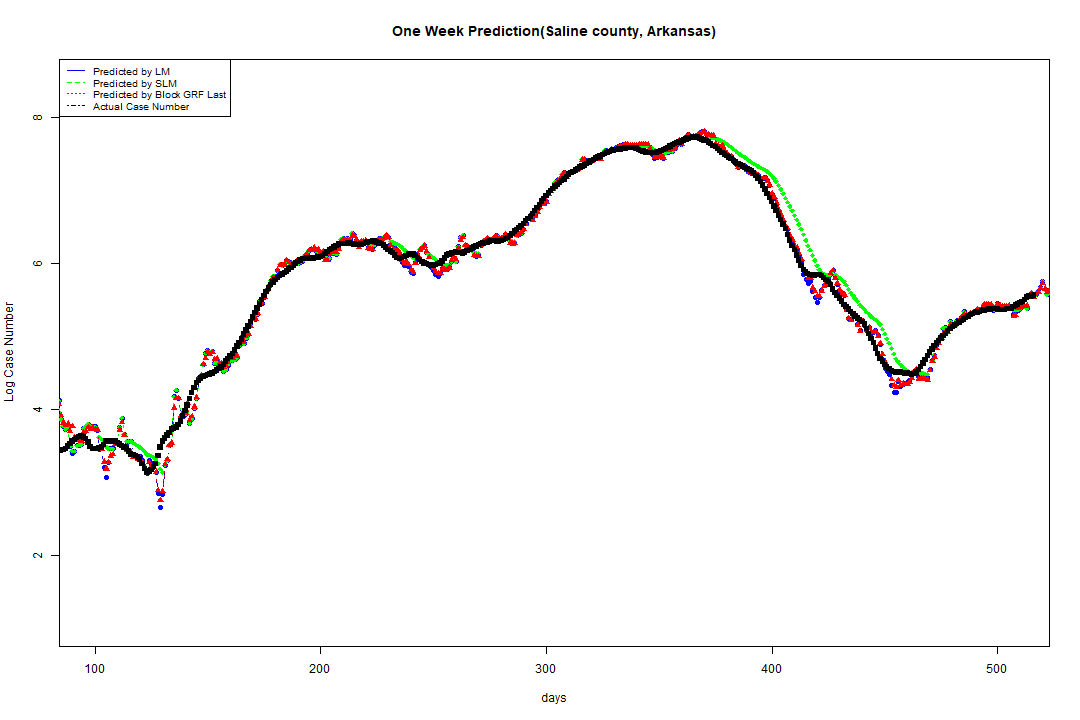 One Week Prediction(Saline county, Arkansas)
Predicted by LM
Predicted by SLM
Predicted by Block GRF Last
Actual Case Number
8
6
4
2
Log Case Number
100 200 300 400 500
days